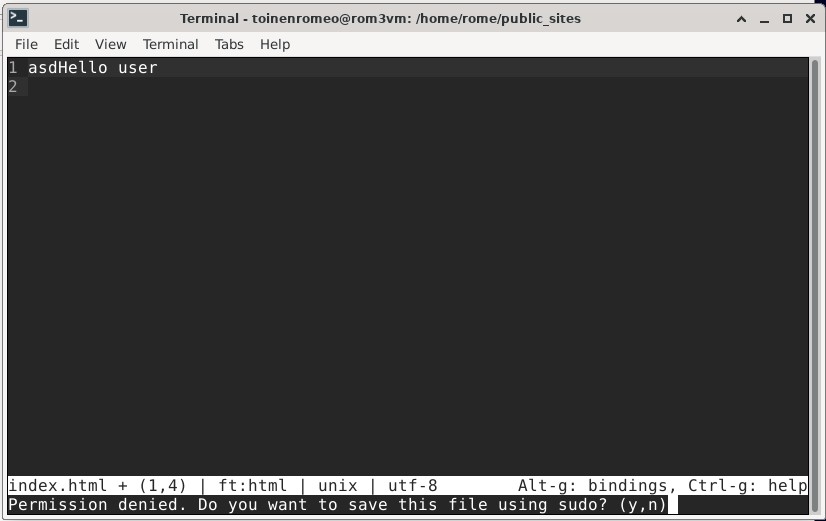 Terminal - toinenromeo@rom3vm: /home/rome/public_sites
File Edit View Terminal Tabs Help
1 asdHello user
2
index.html + (1,4) | ft:html | unix | utf-8 Alt-g: bindings, Ctrl-g: help
Permission denied. Do you want to save this file using sudo? (y,n)